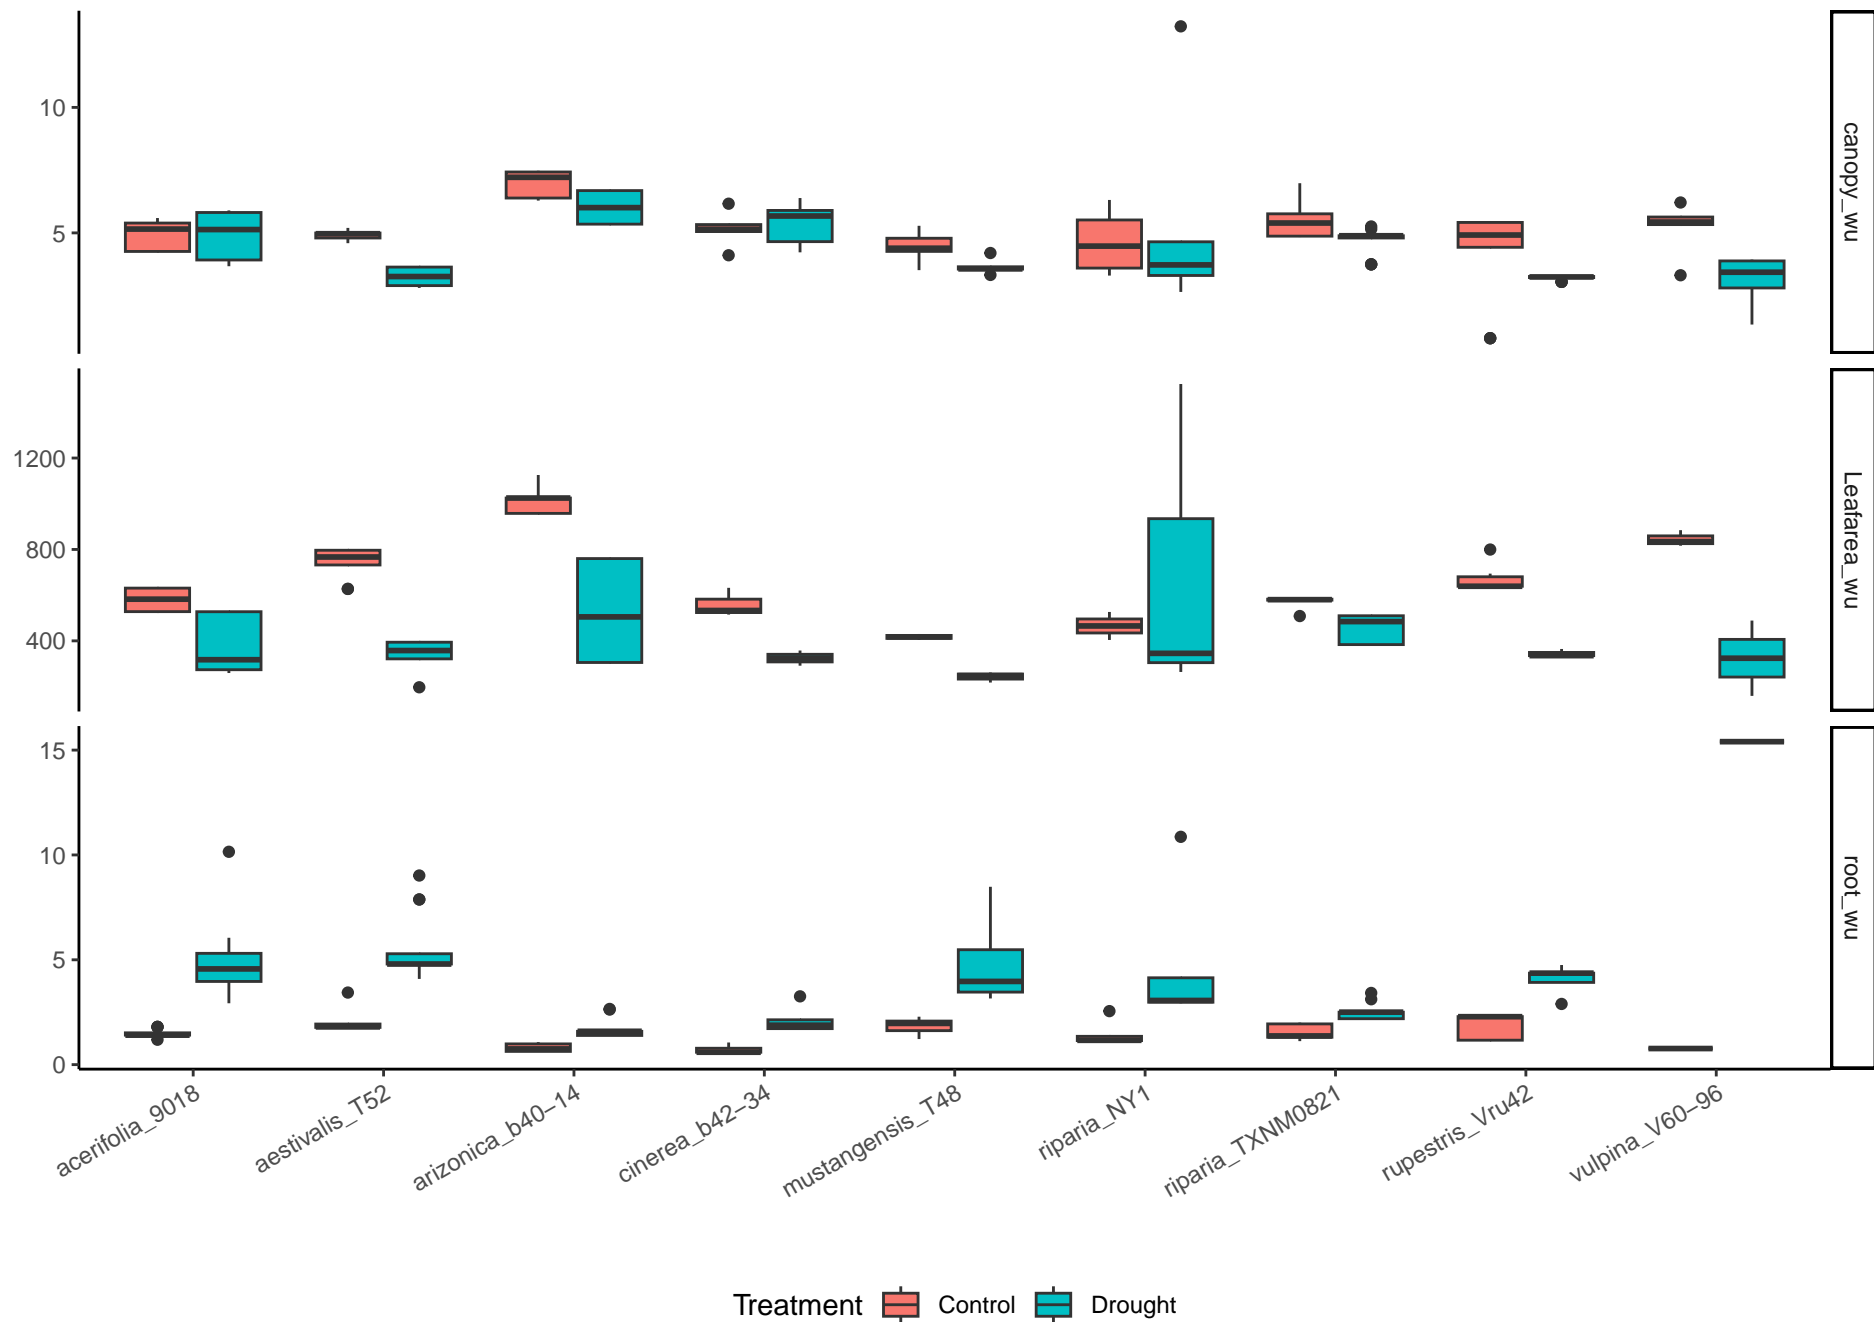 10
5
canopy_wu
1200
800
400
Leafarea_wu
15
10
5
0
root_wu
acerifolia_9018
aestivalis_T52
arizonica_b40−14
cinerea_b42−34
mustangensis_T48
riparia_NY1
riparia_TXNM0821
rupestris_Vru42
vulpina_V60−96
Treatment Control Drought